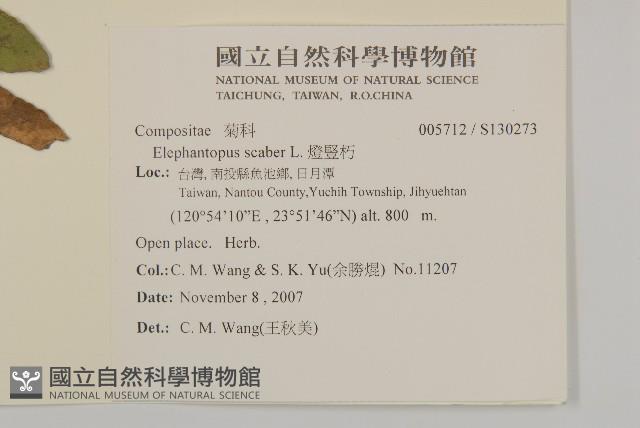 國立自然科學博物館
NATIONAL MUSEUM OF NATURAL SCIENCE
TAICHUNG, TAIWAN, R.O.CHINA
Compositae 菊科 005712 / S130273
Elephantopus scaber L. 燈豎朽
Loc.: 台灣, 南投縣魚池鄉, 日月潭
Taiwan, Nantou County,Yuchih Township, Jihyuehtan
(120°54'10”E , 23°51'46”N) alt. 800 m.
Open place. Herb.
Col.: C. M. Wang & S. K. Yu(余勝焜) No.11207
Date: November 8 , 2007
Det.: C. M. Wang(王秋美)
國立自然科學博物館
NATIONAL MUSEUM OF NATURAL SCIENCE